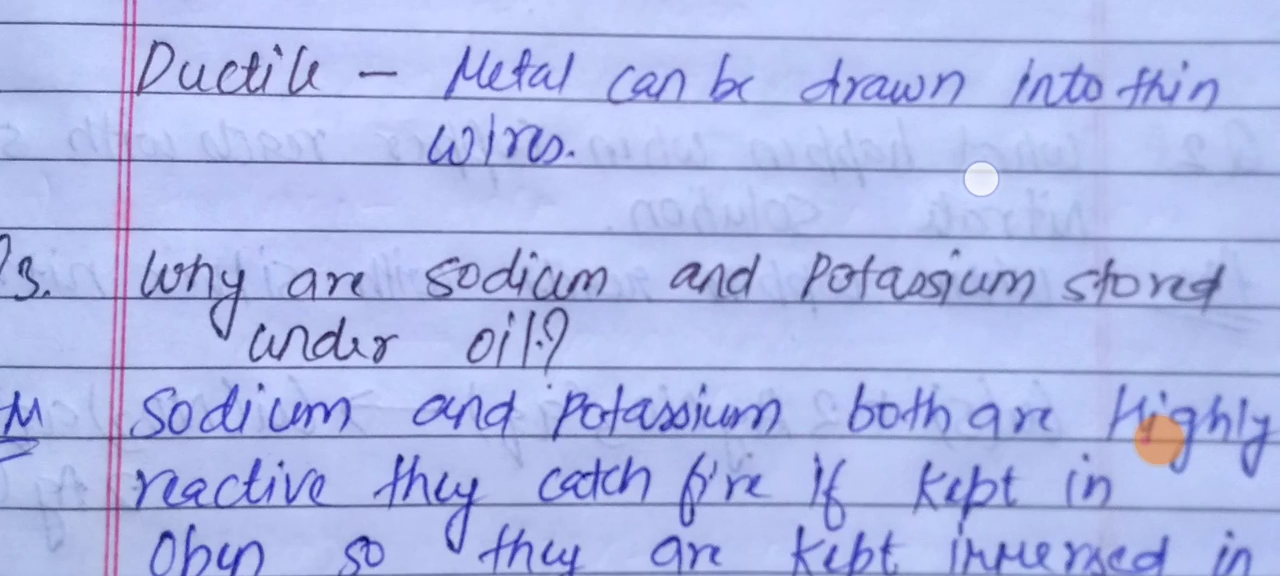 Ductile - Metal can be drawn into thin
wires.
3. Why are sodium and Potassium stored
under oil?
Sodium and Potassium both are Highly
reactive they catch fire If kept in
Open so they are kept immersed in